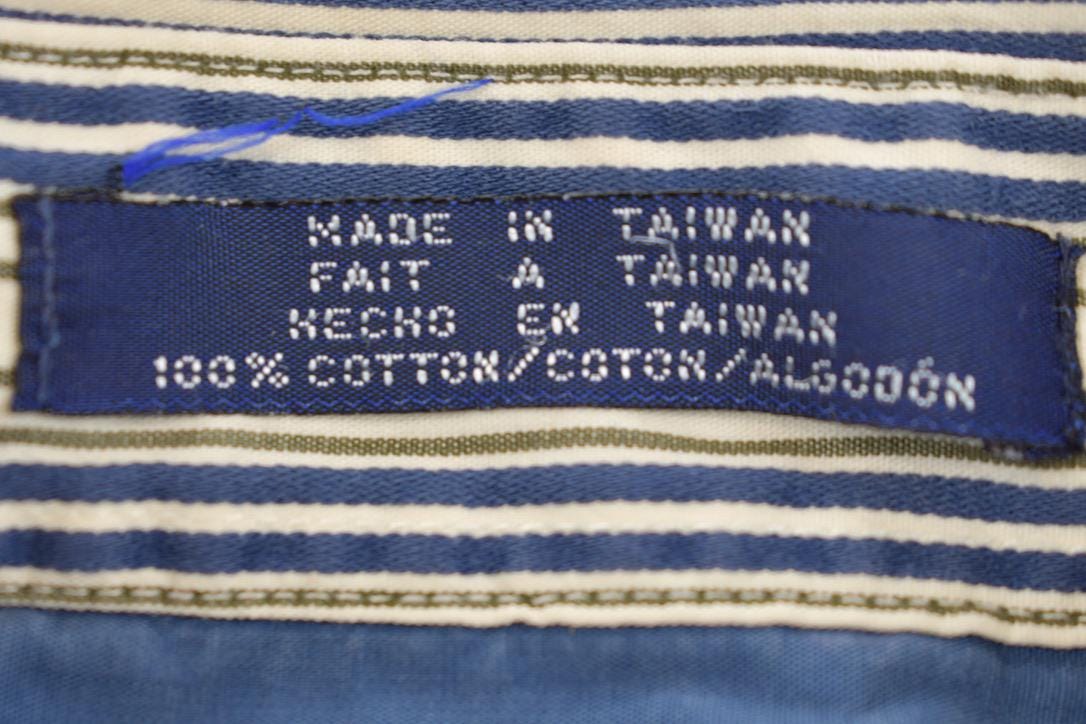 MADE IN TAIWAN
FAIT A TAIWAN
HECHO EN TAIWAN
100% COTTON/COTON/ALGODÓN